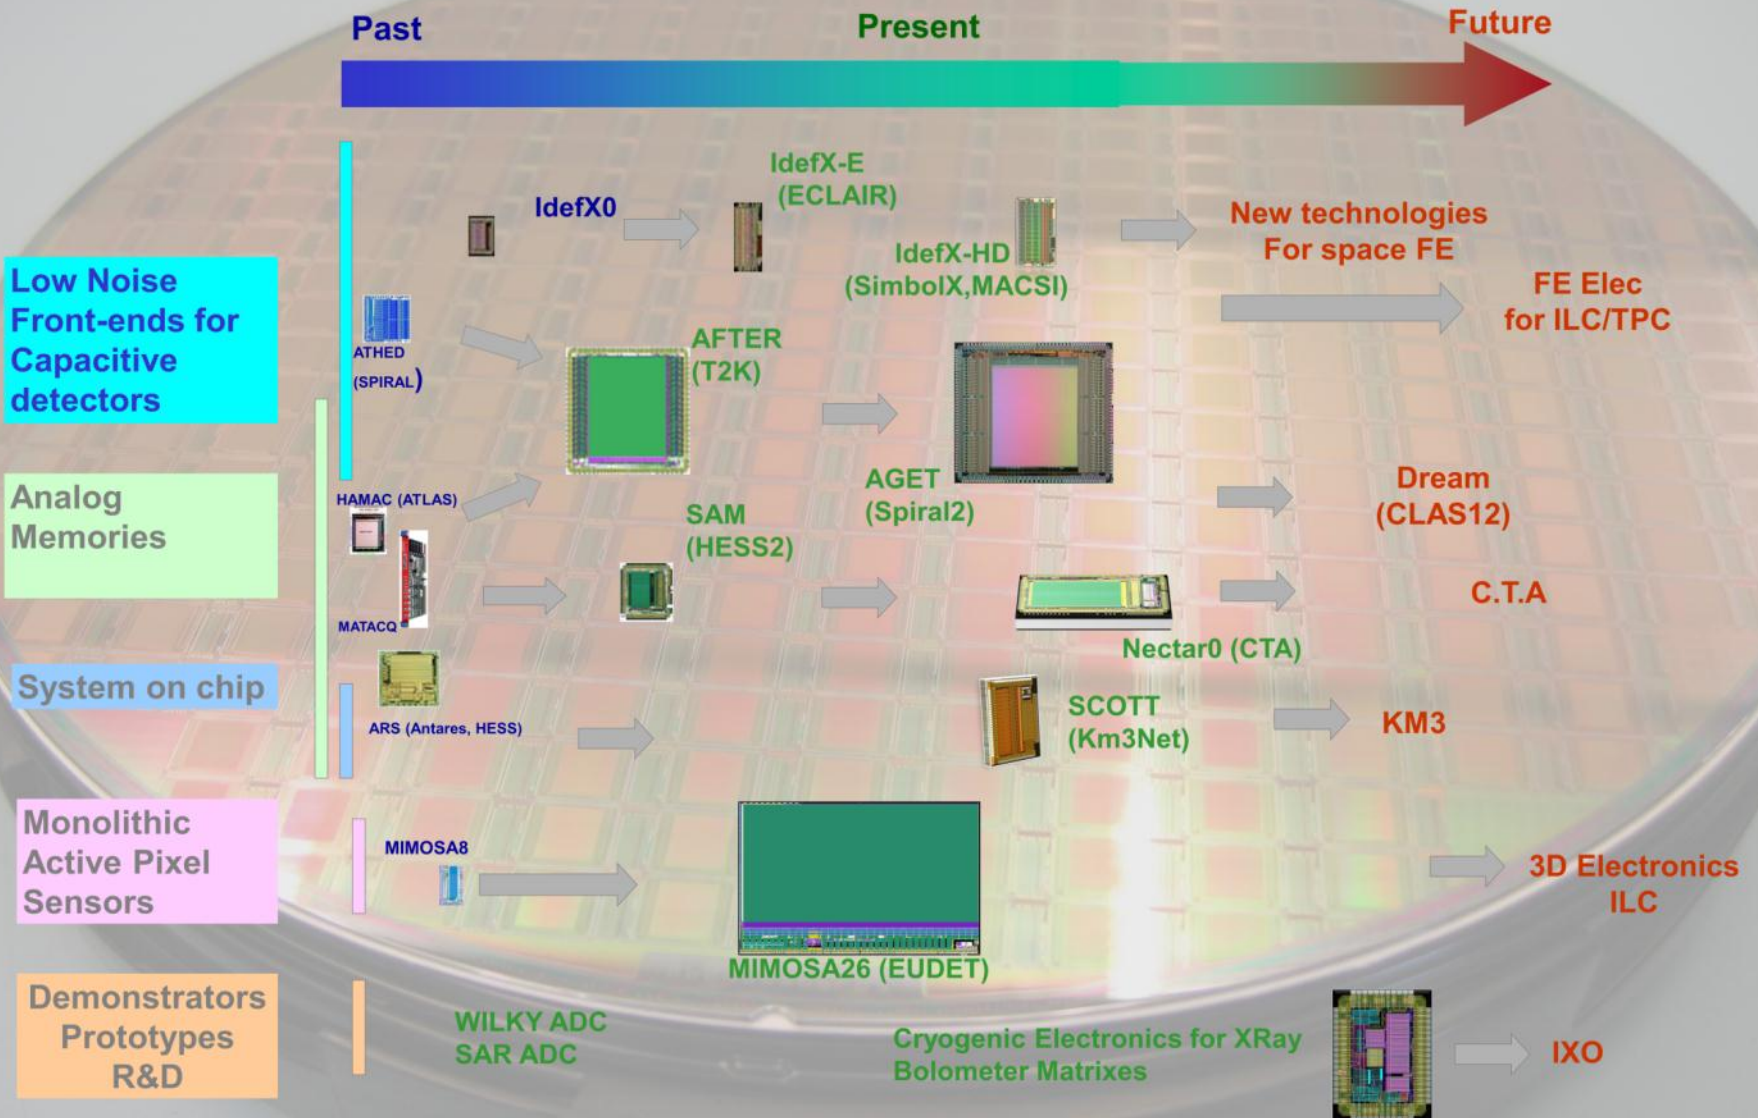 Past
Present
Future
IdefX-E
(ECLAIR)
IdefX0
New technologies
For space FE
IdefX-HD
(SimbolX,MACSI)
Low Noise
Front-ends for
Capacitive
detectors
FE Elec
for ILC/TPC
ATHED
(SPIRAL)
AFTER
(T2K)
Analog
Memories
HAMAC (ATLAS)
AGET
(Spiral2)
Dream
(CLAS12)
SAM
(HESS2)
C.T.A
MATACQ
Nectar0 (CTA)
System on chip
ARS (Antares, HESS)
SCOTT
(Km3Net)
KM3
Monolithic
Active Pixel
Sensors
MIMOSA8
3D Electronics
ILC
MIMOSA26 (EUDET)
Demonstrators
Prototypes
R&D
WILKY ADC
SAR ADC
Cryogenic Electronics for XRay
Bolometer Matrixes
IXO